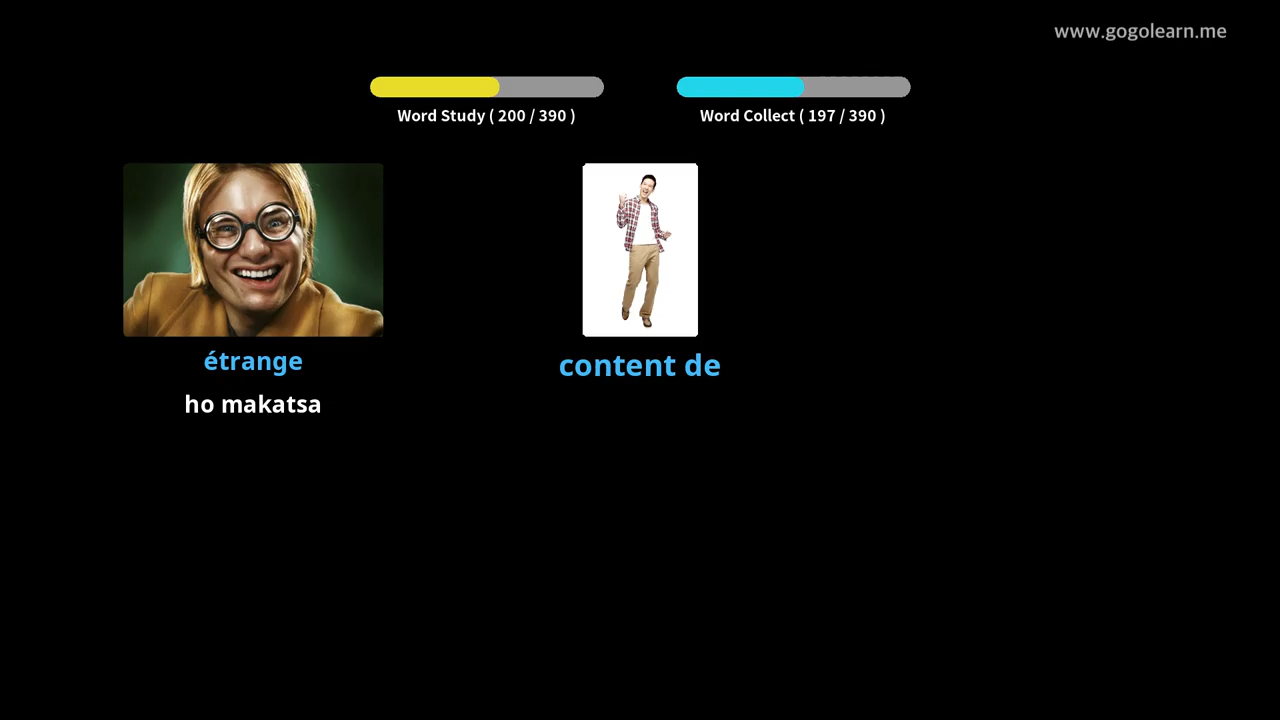 www.gogolearn.me
Word Study ( 200 / 390 )
Word Collect ( 197 / 390 )
étrange
ho makatsa
content de